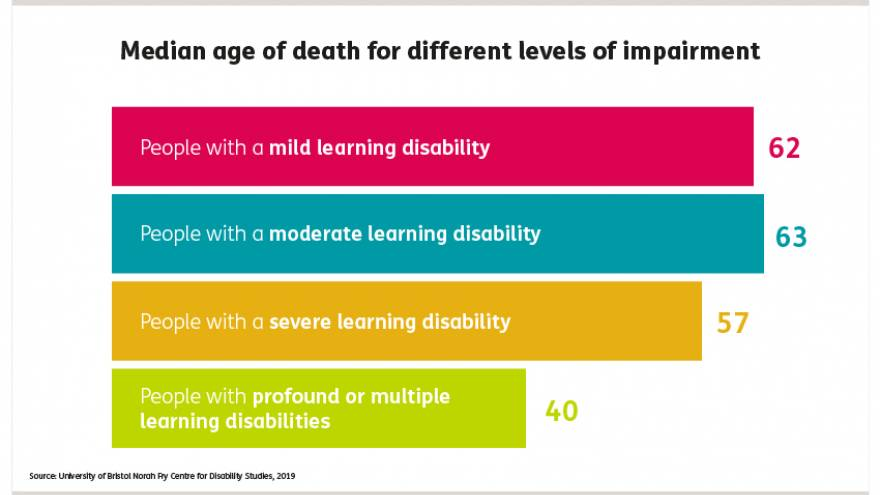 Median age of death for different levels of impairment
People with a mild learning disability
62
People with a moderate learning disability
63
People with a severe learning disability
57
People with profound or multiple
learning disabilities
40
Source: University of Bristol Norah Fry Centre for Disability Studies, 2019